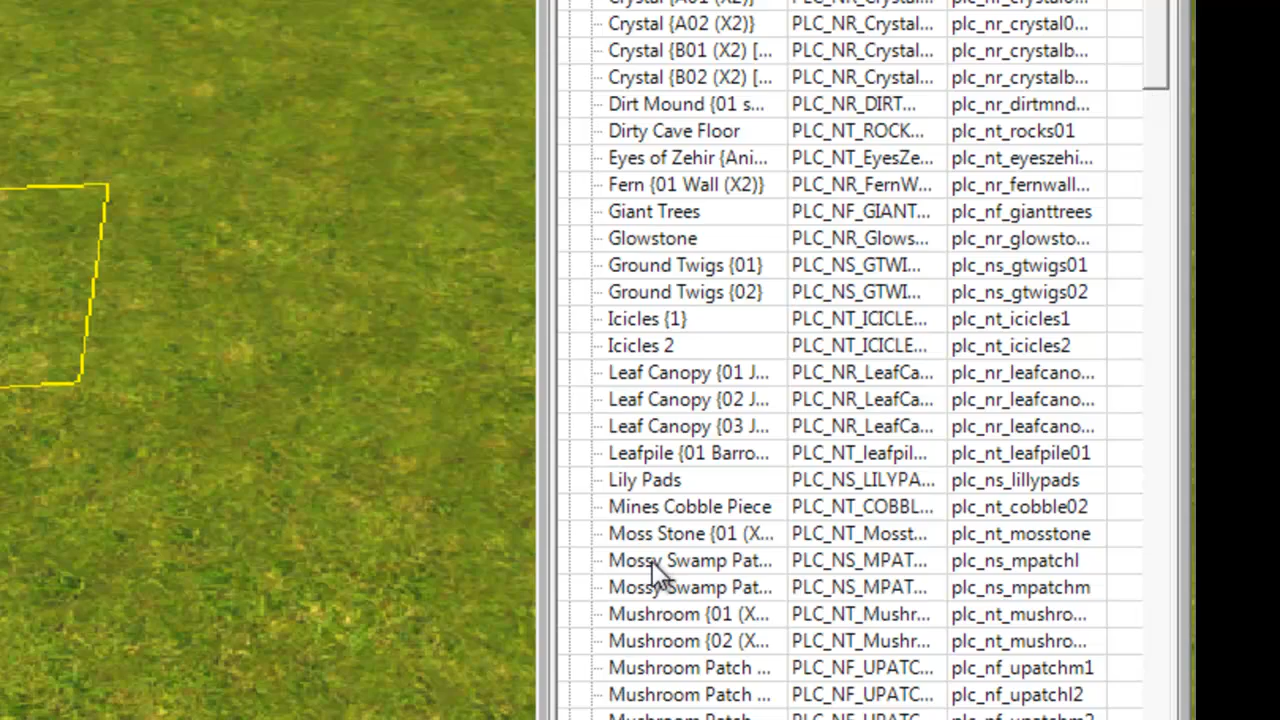 Crystal {A01 (X2)} PLC_NR_Crystal... plc_nr_crystal0...
Crystal {A02 (X2)} PLC_NR_Crystal... plc_nr_crystal0...
Crystal {B01 (X2) [... PLC_NR_Crystal... plc_nr_crystalb...
Crystal {B02 (X2) [... PLC_NR_Crystal... plc_nr_crystalb...
Dirt Mound {01 s... PLC_NR_DIRT... plc_nr_dirtmnd...
Dirty Cave Floor PLC_NT_ROCK... plc_nt_rocks01
Eyes of Zehir {Ani... PLC_NT_EyesZe... plc_nt_eyeszehi...
Fern {01 Wall (X2)} PLC_NR_FernW... plc_nr_fernwall...
Giant Trees PLC_NF_GIANT... plc_nf_gianttrees
Glowstone PLC_NR_Glows... plc_nr_glowsto...
Ground Twigs {01} PLC_NS_GTWI... plc_ns_gtwigs01
Ground Twigs {02} PLC_NS_GTWI... plc_ns_gtwigs02
Icicles {1} PLC_NT_ICICLE... plc_nt_icicles1
Icicles 2 PLC_NT_ICICLE... plc_nt_icicles2
Leaf Canopy {01 J... PLC_NR_LeafCa... plc_nr_leafcano...
Leaf Canopy {02 J... PLC_NR_LeafCa... plc_nr_leafcano...
Leaf Canopy {03 J... PLC_NR_LeafCa... plc_nr_leafcano...
Leafpile {01 Barro... PLC_NT_leafpil... plc_nt_leafpile01
Lily Pads PLC_NS_LILYPA... plc_ns_lillypads
Mines Cobble Piece PLC_NT_COBBL... plc_nt_cobble02
Moss Stone {01 (X... PLC_NT_Mosst... plc_nt_mosstone
Mossy Swamp Pat... PLC_NS_MPAT... plc_ns_mpatchl
Mossy Swamp Pat... PLC_NS_MPAT... plc_ns_mpatchm
Mushroom {01 (X... PLC_NT_Mushr... plc_nt_mushro...
Mushroom {02 (X... PLC_NT_Mushr... plc_nt_mushro...
Mushroom Patch ... PLC_NF_UPATC... plc_nf_upatchm1
Mushroom Patch ... PLC_NF_UPATC... plc_nf_upatchl2